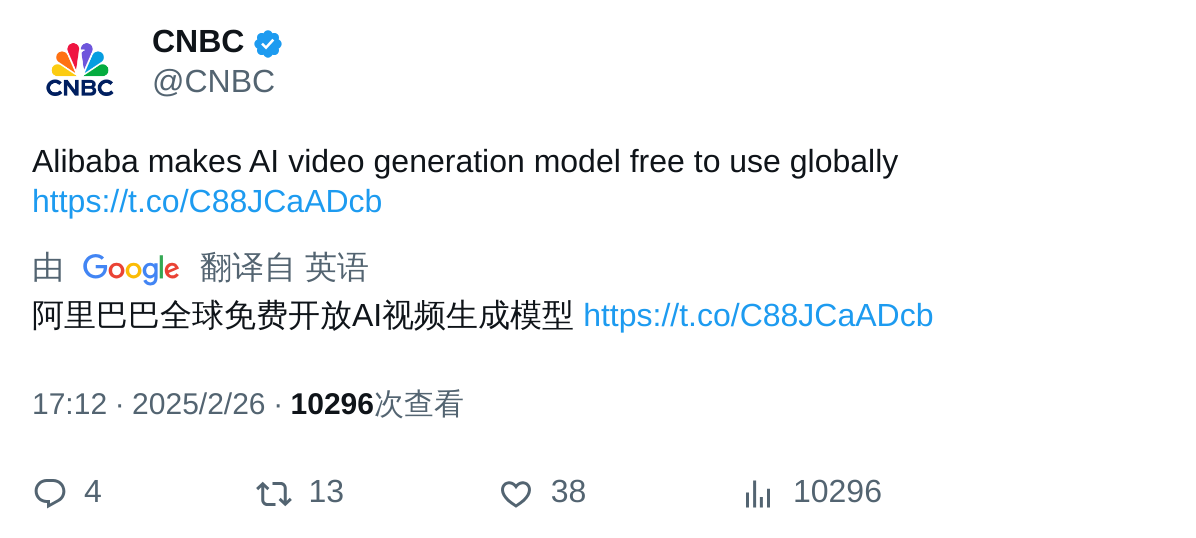 CNBC
CNBC
@CNBC
Alibaba makes AI video generation model free to use globally
https://t.co/C88JCaADcb
由 Google 翻译自 英语
阿里巴巴全球免费开放AI视频生成模型 https://t.co/C88JCaADcb
17:12 · 2025/2/26 · 10296次查看
4 13 38 10296